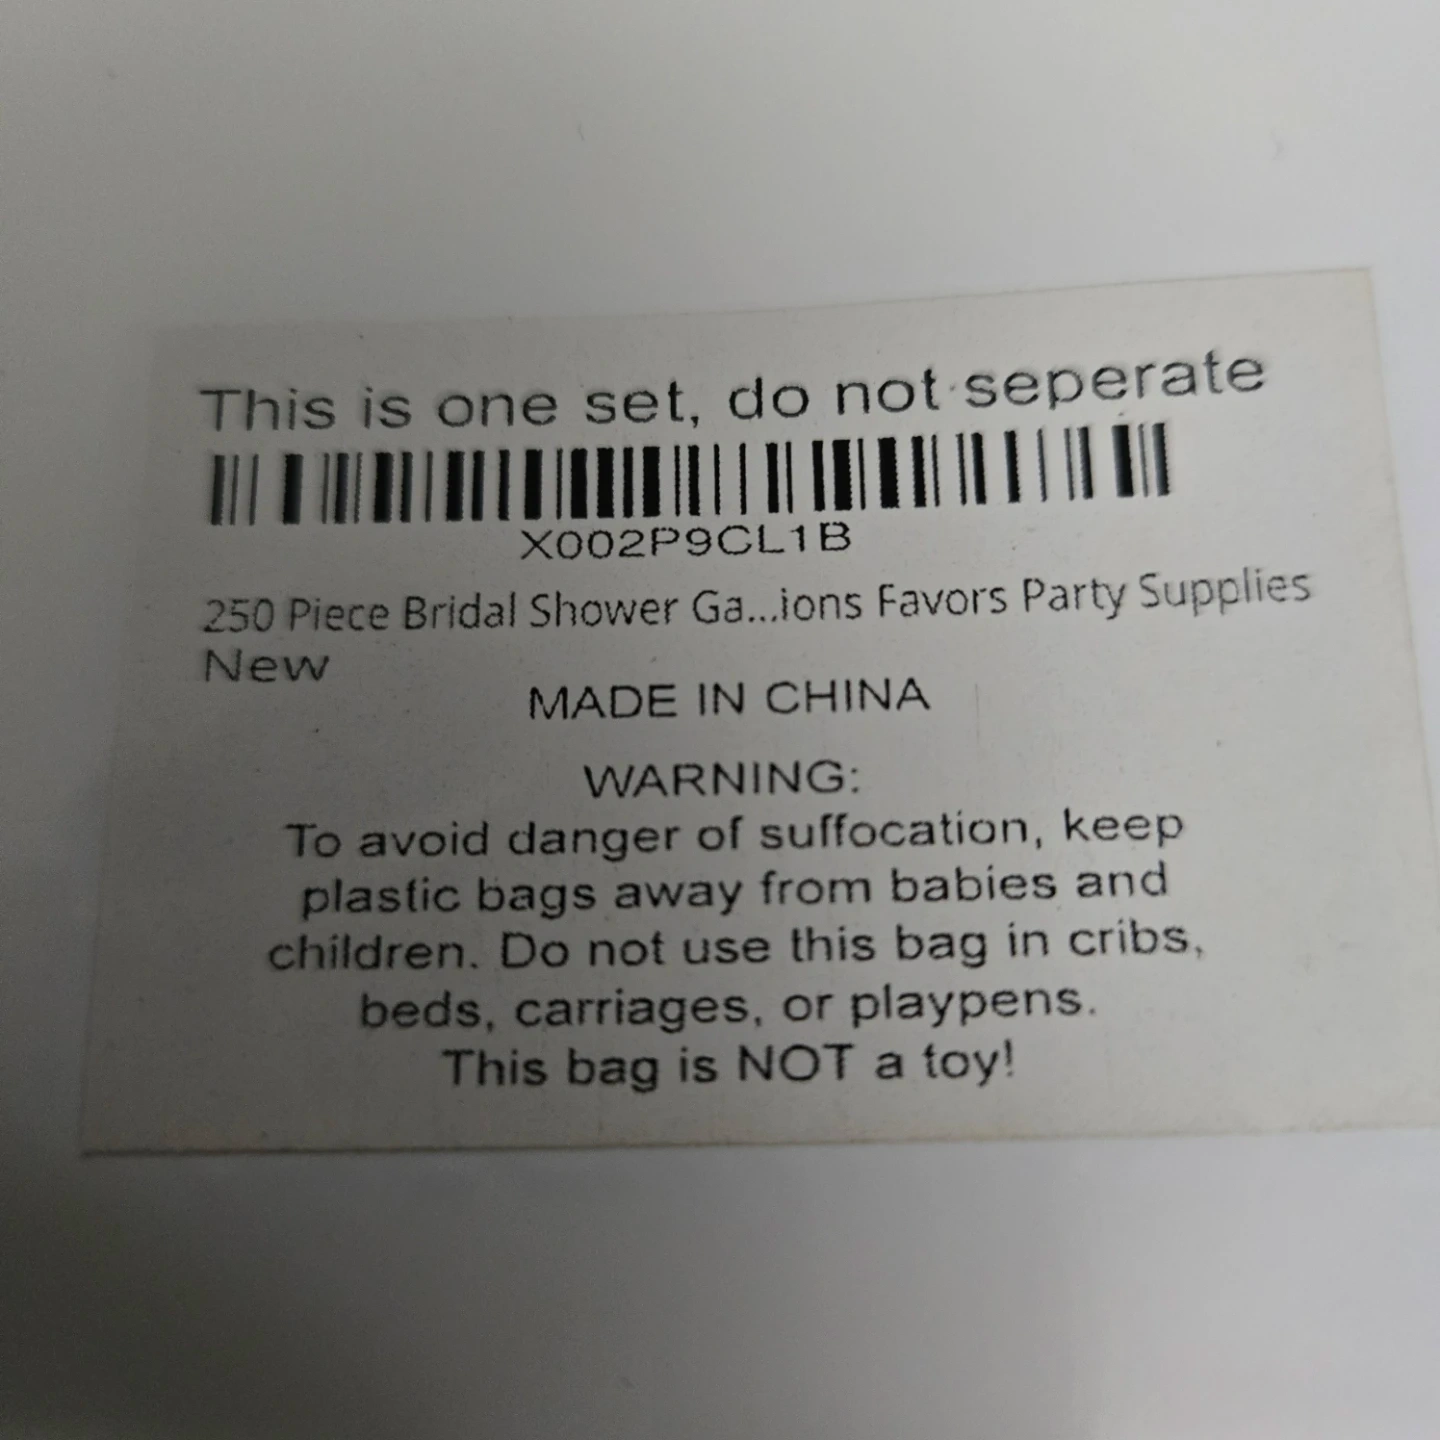 This is one set, do not seperate
X002P9CL1B
250 Piece Bridal Shower Ga...ions Favors Party Supplies
New
MADE IN CHINA
WARNING:
To avoid danger of suffocation, keep
plastic bags away from babies and
children. Do not use this bag in cribs,
beds, carriages, or playpens.
This bag is NOT a toy!